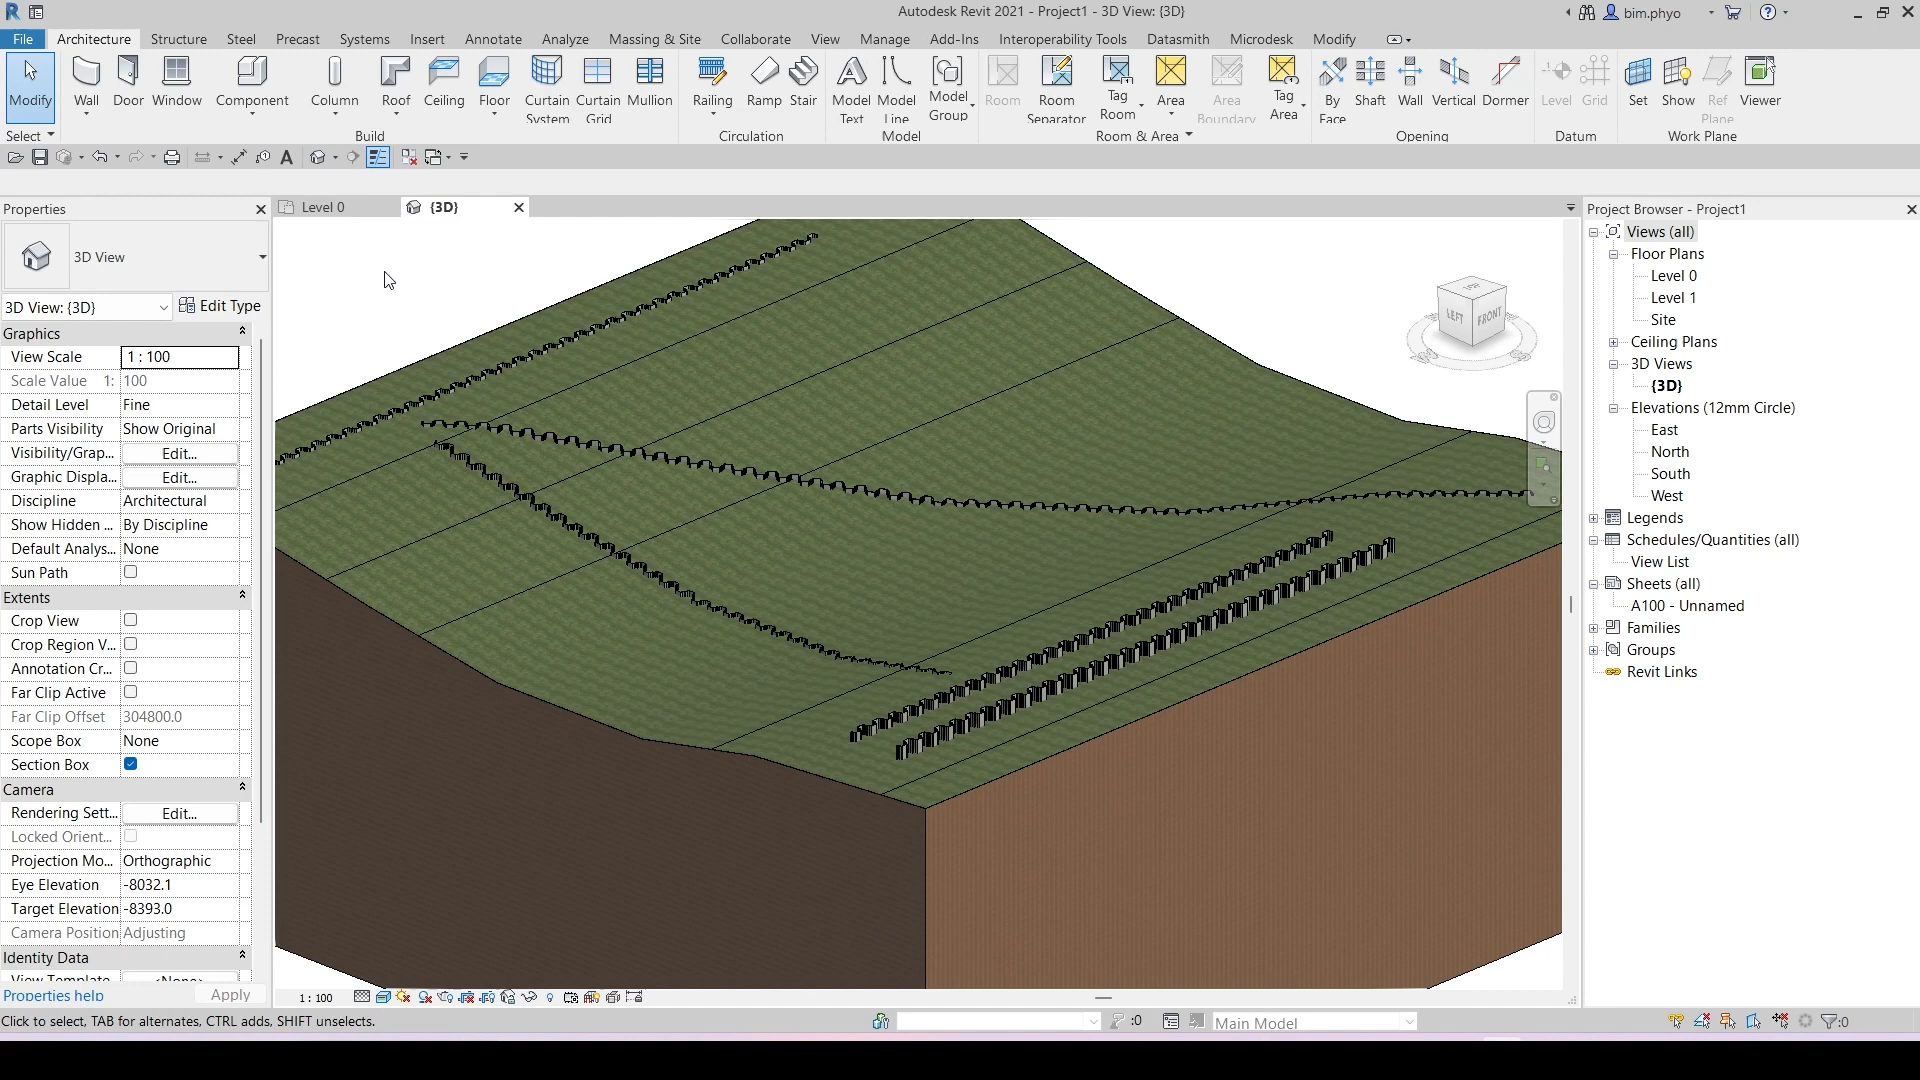 Autodesk Revit 2021 - Project1 - 3D View: {3D}
bim.phyo
File Architecture Structure Steel Precast Systems Insert Annotate Analyze Massing & Site Collaborate View Manage Add-Ins Interoperability Tools Datasmith Microdesk Modify
Modify Wall Door Window Component Column Roof Ceiling Floor Curtain System Curtain Grid Mullion Railing Ramp Stair Model Text Model Line Model Group Room Room Separator Tag Room Area Area Boundary Tag Area By Face Shaft Wall Vertical Dormer Level Grid Set Show Ref Plane Viewer
Select Build Circulation Model Room & Area Opening Datum Work Plane
Properties
Level 0
{3D}
Project Browser - Project1
3D View
3D View: {3D} Edit Type
Graphics
View Scale 1 : 100
Scale Value 1: 100
Detail Level Fine
Parts Visibility Show Original
Visibility/Grap... Edit...
Graphic Displa... Edit...
Discipline Architectural
Show Hidden ... By Discipline
Default Analys... None
Sun Path
Extents
Crop View
Crop Region V...
Annotation Cr...
Far Clip Active
Far Clip Offset 304800.0
Scope Box None
Section Box
Camera
Rendering Sett... Edit...
Locked Orient...
Projection Mo... Orthographic
Eye Elevation -8032.1
Target Elevation -8393.0
Camera Position Adjusting
Identity Data
View Template <None>
Properties help Apply
TOP
LEFT FRONT
Views (all)
Floor Plans
Level 0
Level 1
Site
Ceiling Plans
3D Views
{3D}
Elevations (12mm Circle)
East
North
South
West
Legends
Schedules/Quantities (all)
View List
Sheets (all)
A100 - Unnamed
Families
Groups
Revit Links
1 : 100
Click to select, TAB for alternates, CTRL adds, SHIFT unselects.
:0
Main Model
:0